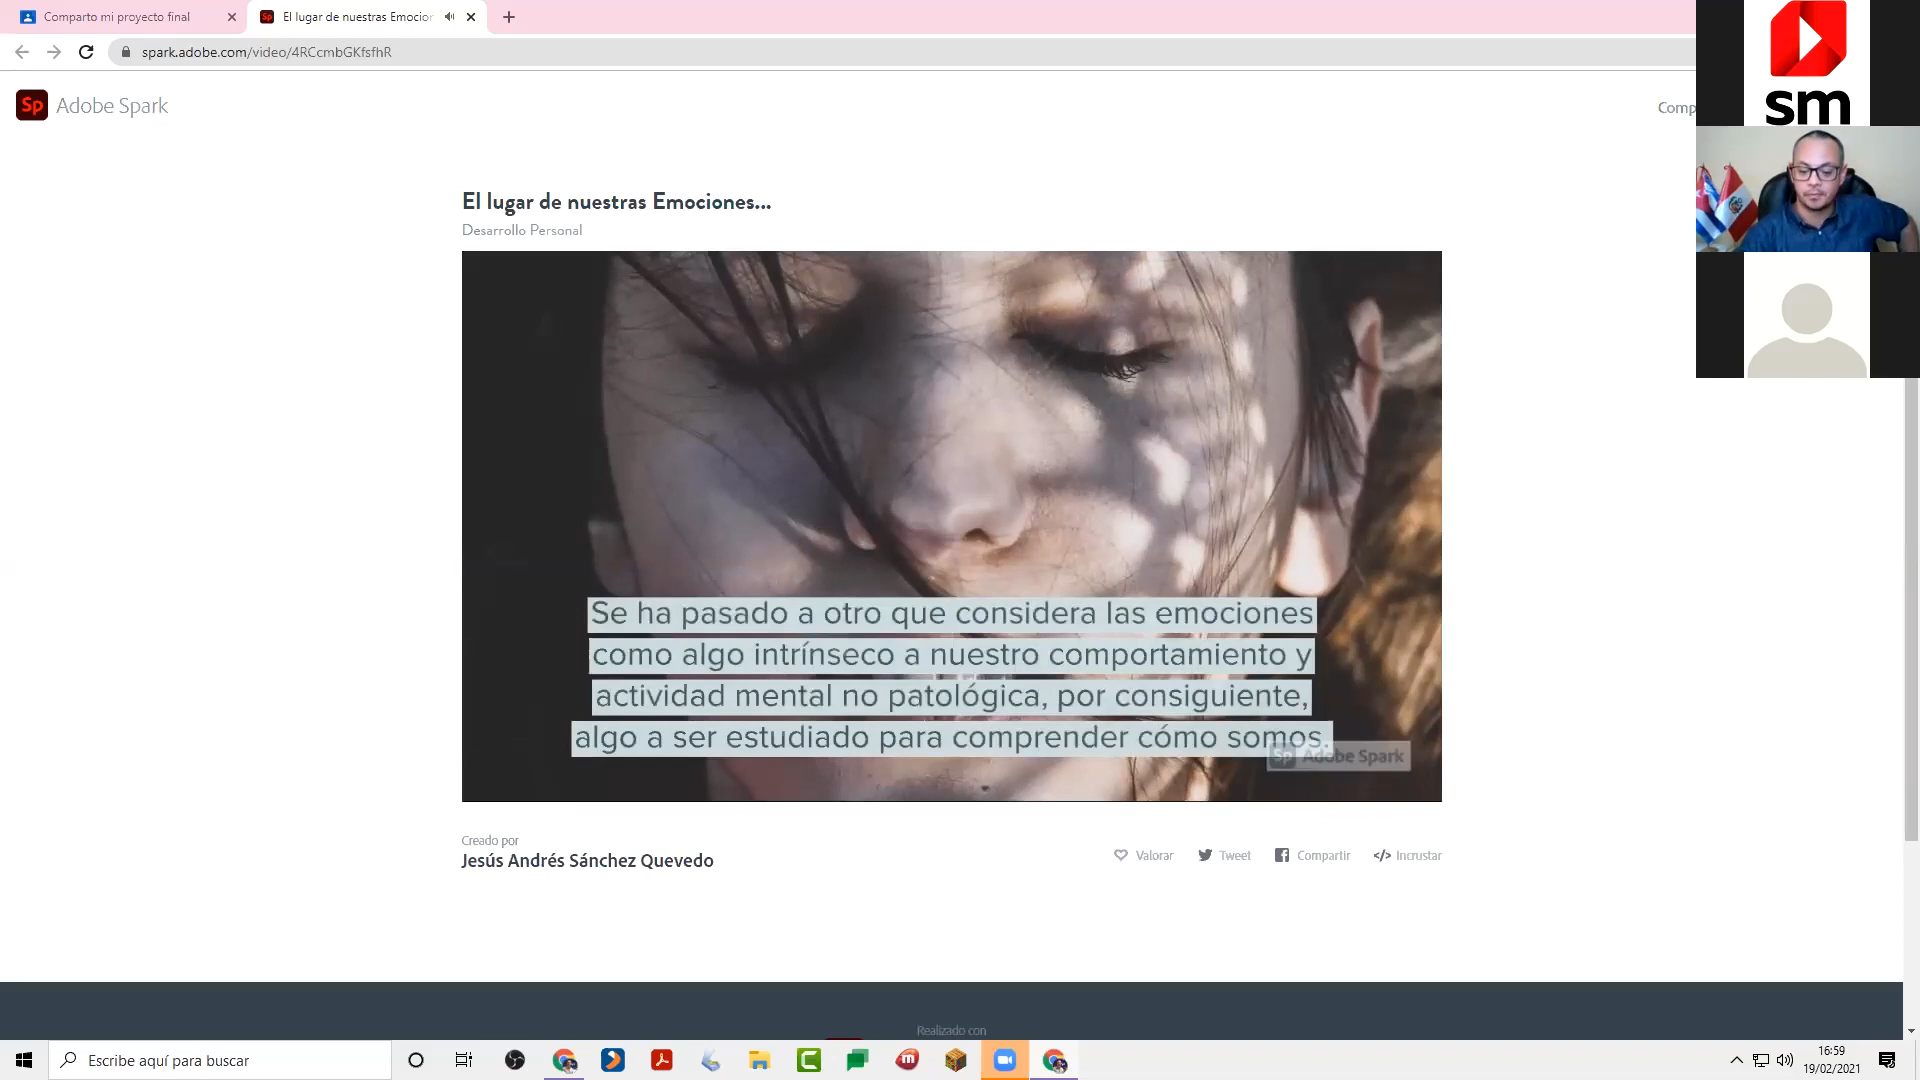 Comparto mi proyecto final
El lugar de nuestras Emocior
spark.adobe.com/video/4RCcmbGKfsfhR
Sp Adobe Spark
Comp
sm
El lugar de nuestras Emociones...
Desarrollo Personal
Se ha pasado a otro que considera las emociones
como algo intrínseco a nuestro comportamiento y
actividad mental no patológica, por consiguiente,
algo a ser estudiado para comprender cómo somos.
Sp Adobe Spark
Creado por
Jesús Andrés Sánchez Quevedo
Valorar Tweet Compartir </> Incrustar
Realizado con
Escribe aquí para buscar
16:59
19/02/2021